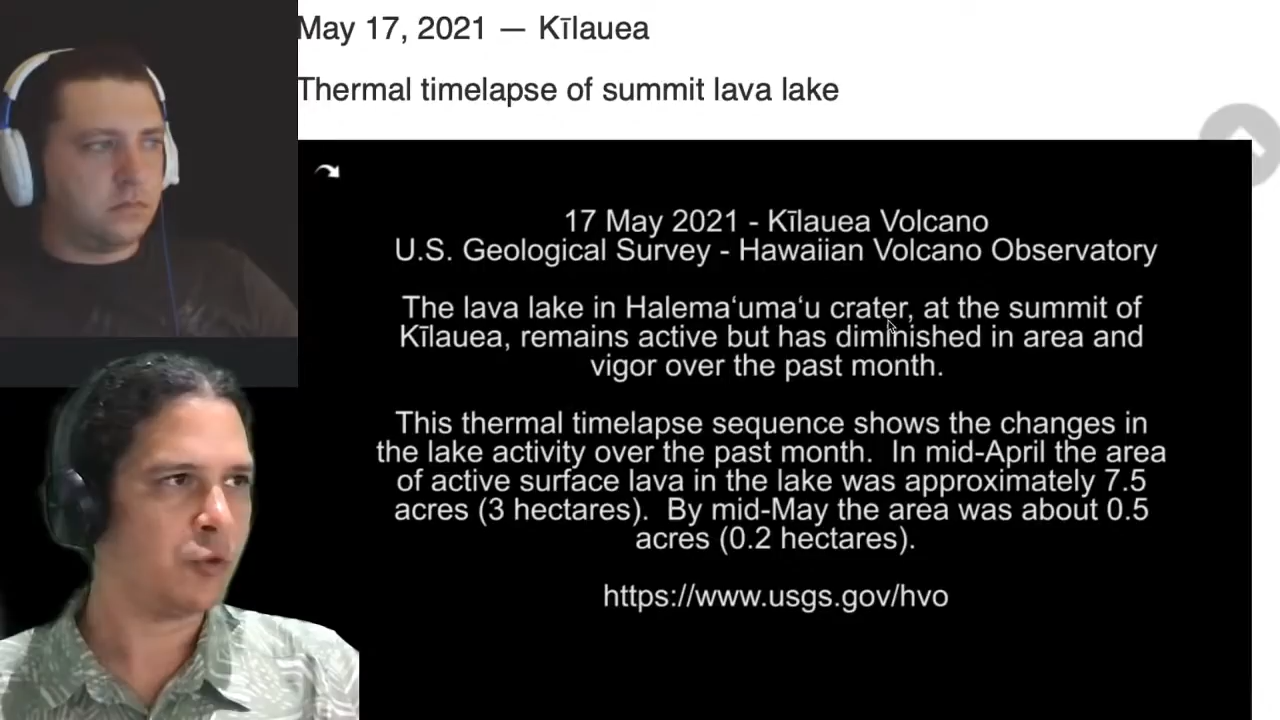 May 17, 2021 — Kīlauea
Thermal timelapse of summit lava lake
17 May 2021 - Kīlauea Volcano
U.S. Geological Survey - Hawaiian Volcano Observatory
The lava lake in Halemaʻumaʻu crater, at the summit of
Kīlauea, remains active but has diminished in area and
vigor over the past month.
This thermal timelapse sequence shows the changes in
the lake activity over the past month.  In mid-April the area
of active surface lava in the lake was approximately 7.5
acres (3 hectares).  By mid-May the area was about 0.5
acres (0.2 hectares).
https://www.usgs.gov/hvo